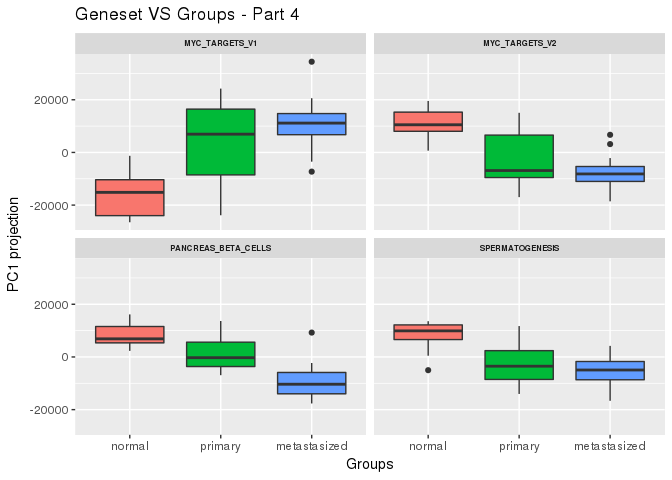 Geneset VS Groups - Part 4
MYC_TARGETS_V1
MYC_TARGETS_V2
20000
0
-20000
PC1 projection
PANCREAS_BETA_CELLS
SPERMATOGENESIS
20000
0
-20000
normal primary metastasized
normal primary metastasized
Groups